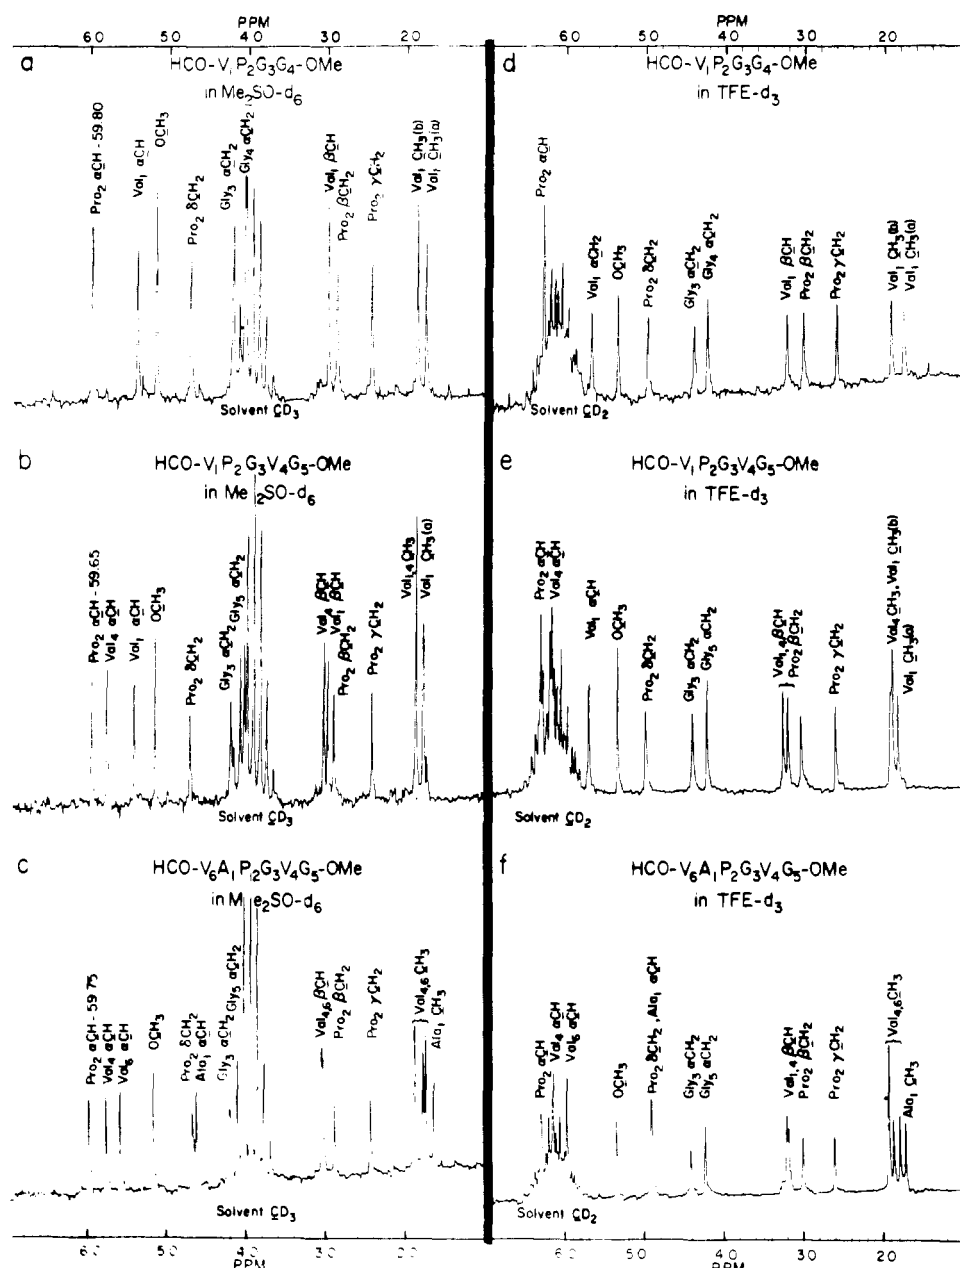 PPM
60 50 40 30 20
a
HCO-V₁P₂G₃G₄-OMe
in Me₂SO-d₆
Pro₂ αCH - 59.80
Val₁ αCH
OCH₃
Pro₂ δCH₂
Gly₃ αCH₂
Gly₄ αCH₂
Val₁ βCH
Pro₂ βCH₂
Pro₂ γCH₂
Val₁ CH₃(b)
Val₁ CH₃(a)
Solvent CD₃
b
HCO-V₁P₂G₃V₄G₅-OMe
in Me₂SO-d₆
Pro₂ αCH - 59.65
Val₄ αCH
Val₁ αCH
OCH₃
Pro₂ δCH₂
Gly₃ αCH₂
Gly₅ αCH₂
Val₄ βCH
Val₁ βCH
Pro₂ βCH₂
Pro₂ γCH₂
Val₁,₄ CH₃
Val₁ CH₃(a)
Solvent CD₃
c
HCO-V₆A₁P₂G₃V₄G₅-OMe
in Me₂SO-d₆
Pro₂ αCH - 59.75
Val₄ αCH
Val₆ αCH
OCH₃
Pro₂ δCH₂
Ala₁ αCH
Gly₃ αCH₂
Gly₅ αCH₂
Val₄,₆ βCH
Pro₂ βCH₂
Pro₂ γCH₂
Val₄,₆ CH₃
Ala₁ CH₃
Solvent CD₃
60 50 40 30 20
PPM
PPM
60 50 40 30 20
d
HCO-V₁P₂G₃G₄-OMe
in TFE-d₃
Pro₂ αCH
Val₁ αCH₂
OCH₃
Pro₂ δCH₂
Gly₃ αCH₂
Gly₄ αCH₂
Val₁ βCH
Pro₂ βCH₂
Pro₂ γCH₂
Val₁ CH₃(b)
Val₁ CH₃(a)
Solvent CD₂
e
HCO-V₁P₂G₃V₄G₅-OMe
in TFE-d₃
Pro₂ αCH
Val₄ αCH
Val₁ αCH
OCH₃
Pro₂ δCH₂
Gly₃ αCH₂
Gly₅ αCH₂
Val₁,₄ βCH
Pro₂ βCH₂
Pro₂ γCH₂
Val₄ CH₃, Val₁ CH₃(b)
Val₁ CH₃(a)
Solvent CD₂
f
HCO-V₆A₁P₂G₃V₄G₅-OMe
in TFE-d₃
Pro₂ αCH
Val₄ αCH
Val₆ αCH
OCH₃
Pro₂ δCH₂, Ala₁ αCH
Gly₃ αCH₂
Gly₅ αCH₂
Val₁,₄ βCH
Pro₂ βCH₂
Pro₂ γCH₂
Val₄,₆ CH₃
Ala₁ CH₃
Solvent CD₂
60 50 40 30 20
PPM